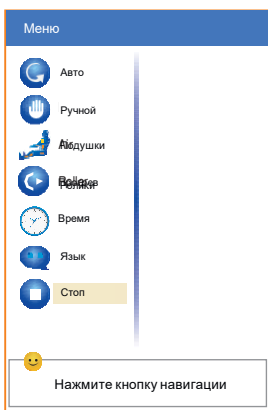 Меню
Авто
Ручной
Подушки
Ролики
Время
Язык
Стоп
Нажмите кнопку навигации